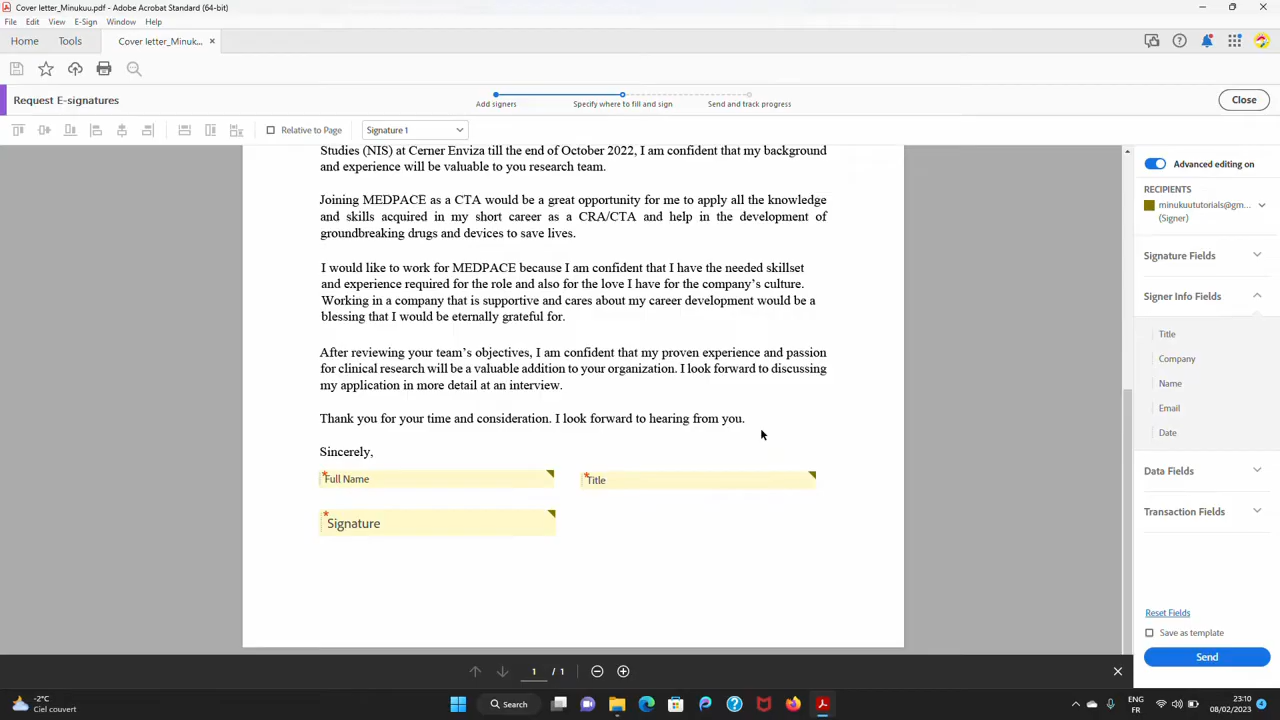 Cover letter_Minukuu.pdf - Adobe Acrobat Standard (64-bit)
File Edit View E-Sign Window Help
Home Tools Cover letter_Minukuu... ×
Request E-signatures
Add signers Specify where to fill and sign Send and track progress
Close
Relative to Page Signature 1
Studies (NIS) at Cerner Enviza till the end of October 2022, I am confident that my background
and experience will be valuable to you research team.
Joining MEDPACE as a CTA would be a great opportunity for me to apply all the knowledge
and skills acquired in my short career as a CRA/CTA and help in the development of
groundbreaking drugs and devices to save lives.
I would like to work for MEDPACE because I am confident that I have the needed skillset
and experience required for the role and also for the love I have for the company's culture.
Working in a company that is supportive and cares about my career development would be a
blessing that I would be eternally grateful for.
After reviewing your team's objectives, I am confident that my proven experience and passion
for clinical research will be a valuable addition to your organization. I look forward to discussing
my application in more detail at an interview.
Thank you for your time and consideration. I look forward to hearing from you.
Sincerely,
*Full Name *Title
*Signature
Advanced editing on
RECIPIENTS
minukuututorials@gm...
(Signer)
Signature Fields
Signer Info Fields
Title
Company
Name
Email
Date
Data Fields
Transaction Fields
Reset Fields
Save as template
Send
1 / 1
-2°C
Ciel couvert
Search
ENG
FR
23:10
08/02/2023